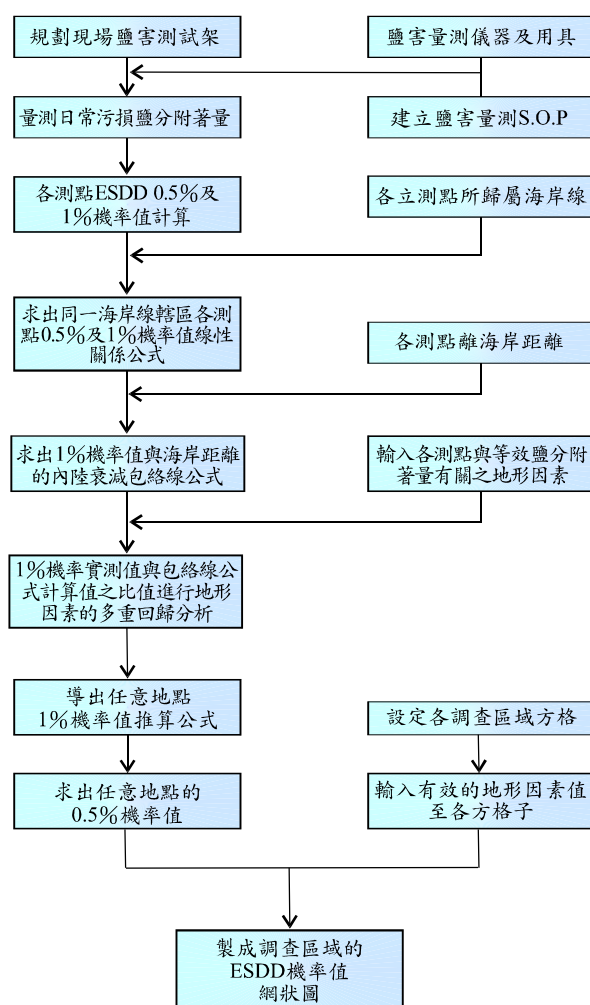 規劃現場鹽害測試架
鹽害量測儀器及用具
量測日常污損鹽分附著量
建立鹽害量測S.O.P
各測點ESDD 0.5%及
1%機率值計算
各立測點所歸屬海岸線
求出同一海岸線轄區各測
點0.5%及1%機率值線性
關係公式
各測點離海岸距離
求出1%機率值與海岸距離
的內陸衰減包絡線公式
輸入各測點與等效鹽分附
著量有關之地形因素
1%機率實測值與包絡線公
式計算值之比值進行地形
因素的多重回歸分析
導出任意地點
1%機率值推算公式
設定各調查區域方格
求出任意地點的
0.5%機率值
輸入有效的地形因素值
至各方格子
製成調查區域的
ESDD機率值
網狀圖